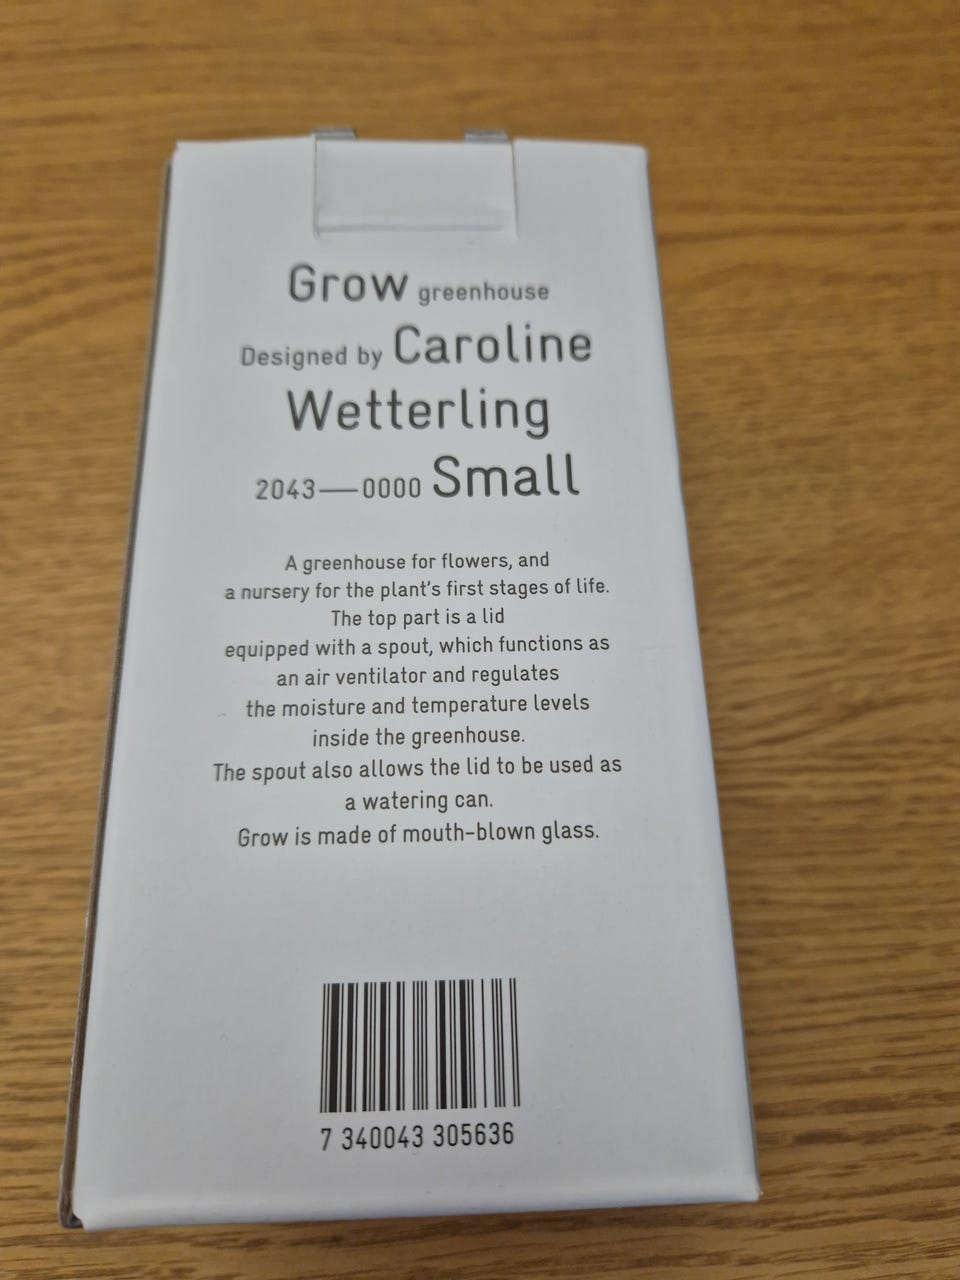 Grow greenhouse
Designed by Caroline
Wetterling
2043—0000 Small
A greenhouse for flowers, and
a nursery for the plant's first stages of life.
The top part is a lid
equipped with a spout, which functions as
an air ventilator and regulates
the moisture and temperature levels
inside the greenhouse.
The spout also allows the lid to be used as
a watering can.
Grow is made of mouth-blown glass.
7 340043 305636